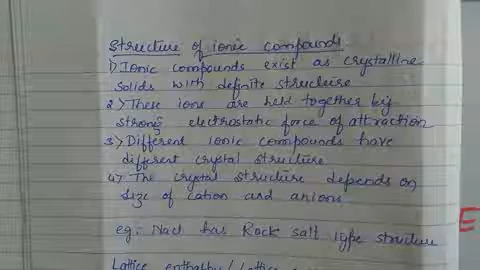 Structure of ionic compounds.
1) Ionic compounds exist as crystalline
solids with definite structure
2) These ions are held together by
strong electrostatic force of attraction
3) Different ionic compounds have
different crystal structure
4) The crystal structure depends on
size of cation and anions
eg:- Nacl has Rock salt type structure
E
Lattice enthalpy / Lattice